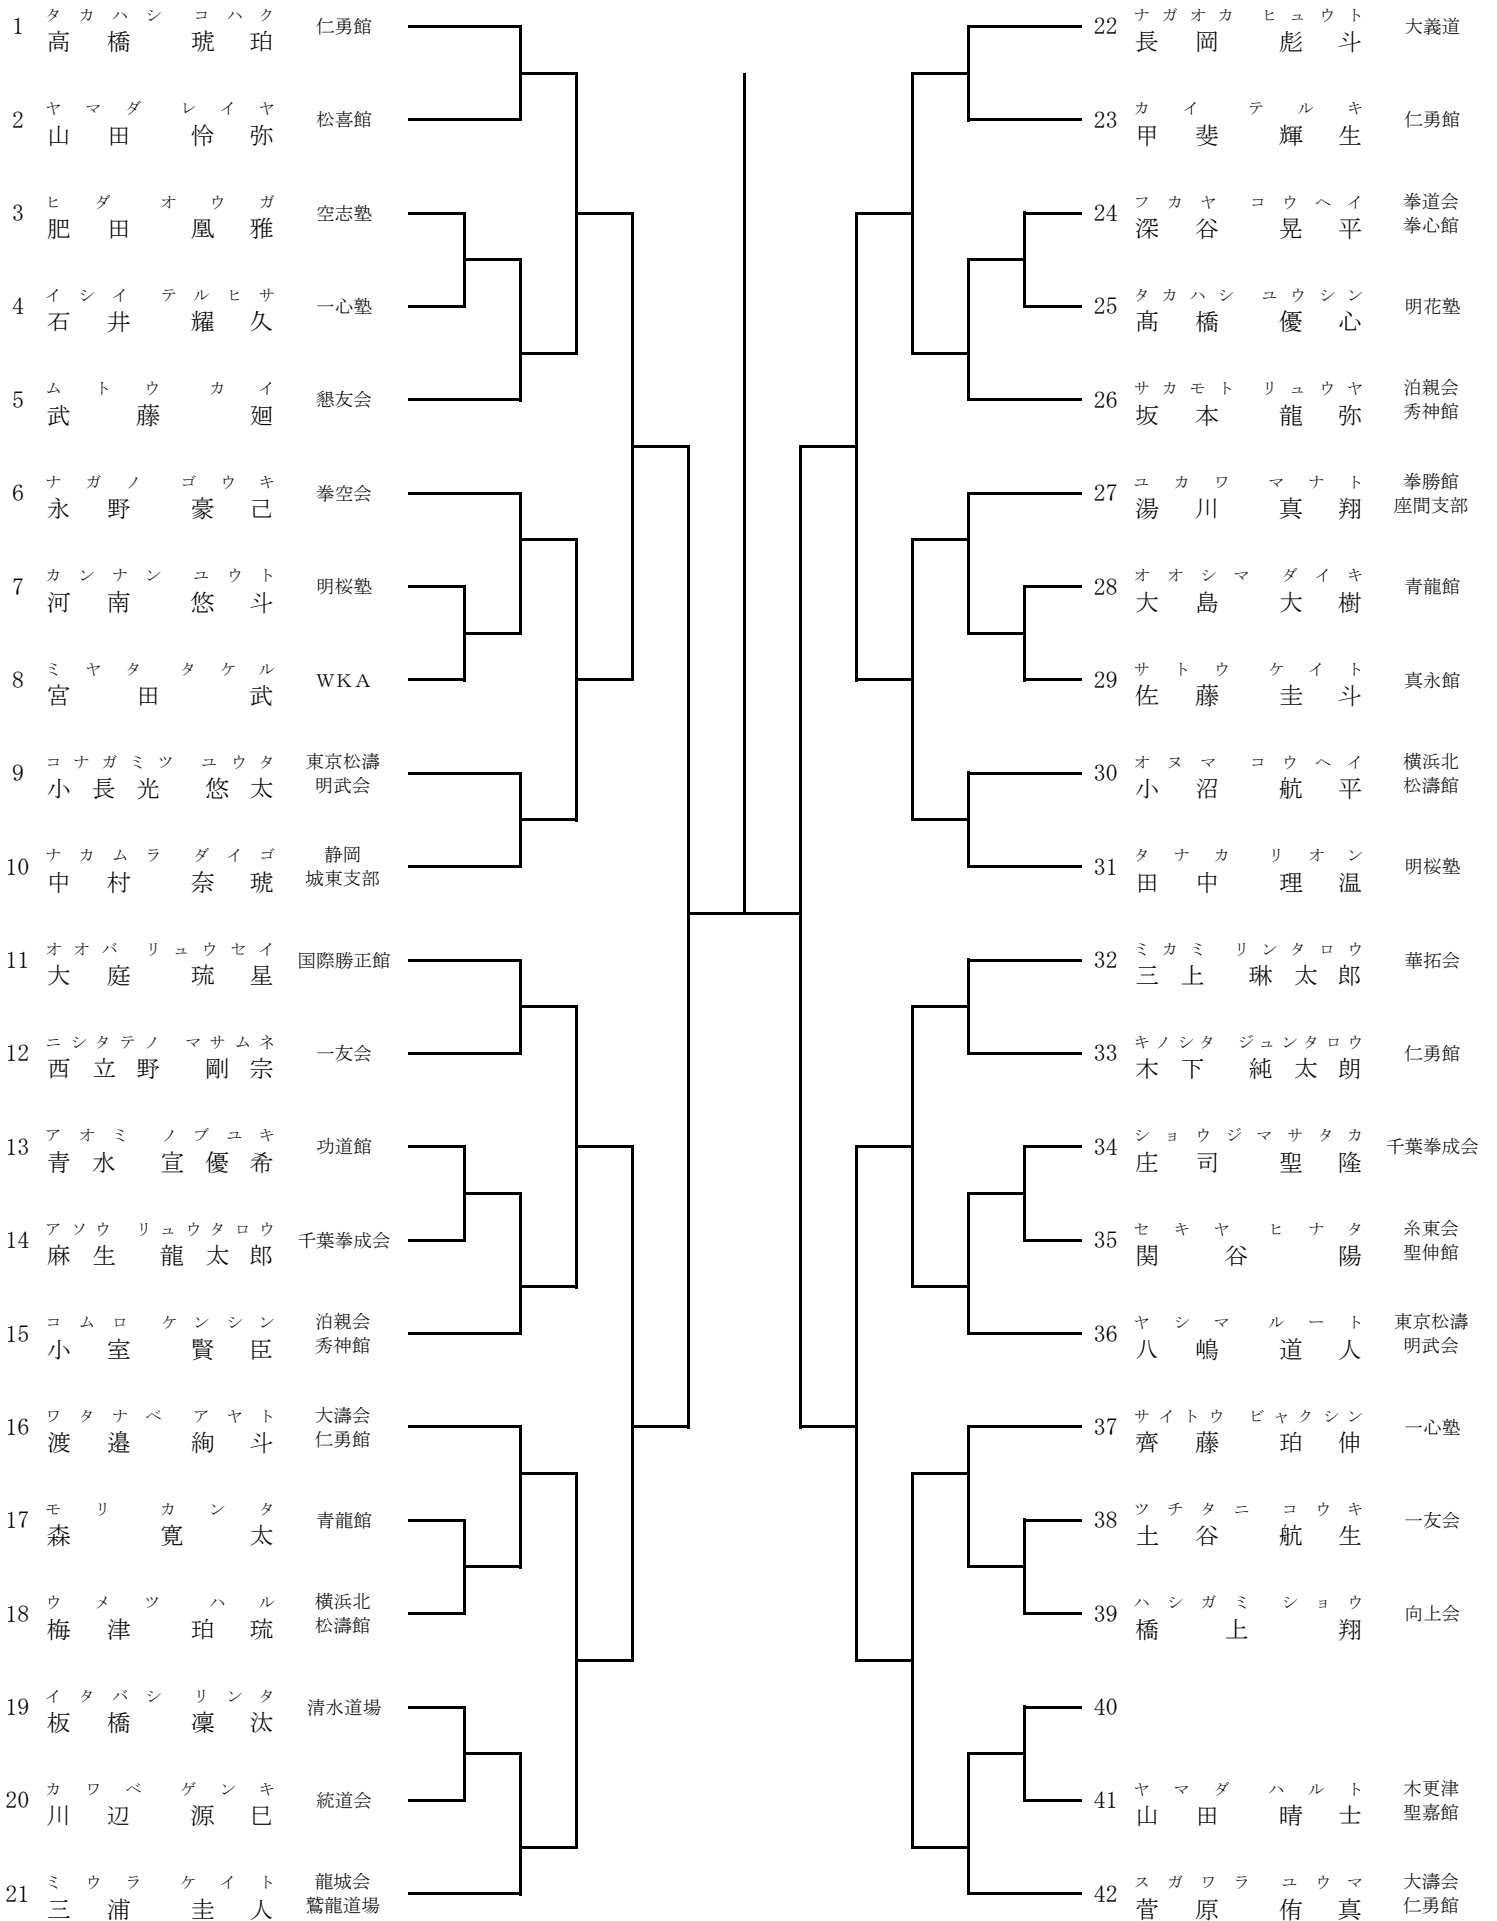 タカハシ コハク
1 高橋 琥珀 仁勇館
ヤマダ レイヤ
2 山田 怜弥 松喜館
ヒダ オウガ
3 肥田 凰雅 空志塾
イシイ テルヒサ
4 石井 耀久 一心塾
ムトウ カイ
5 武藤 廻 懇友会
ナガノ ゴウキ
6 永野 豪己 拳空会
カンナン ユウト
7 河南 悠斗 明桜塾
ミヤタ タケル
8 宮田 武 WKA
コナガミツ ユウタ 東京松濤
9 小長光 悠太 明武会
ナカムラ ダイゴ 静岡
10 中村 奈琥 城東支部
オオバ リュウセイ
11 大庭 琉星 国際勝正館
ニシタテノ マサムネ
12 西立野 剛宗 一友会
アオミ ノブユキ
13 青水 宣優希 功道館
アソウ リュウタロウ
14 麻生 龍太郎 千葉拳成会
コムロ ケンシン 泊親会
15 小室 賢臣 秀神館
ワタナベ アヤト 大濤会
16 渡邉 絢斗 仁勇館
モリ カンタ
17 森 寛太 青龍館
ウメツ ハル 横浜北
18 梅津 珀琉 松濤館
イタバシ リンタ
19 板橋 凜汰 清水道場
カワベ ゲンキ
20 川辺 源巳 統道会
ミウラ ケイト 龍城会
21 三浦 圭人 鷲龍道場
ナガオカ ヒュウト
22 長岡 彪斗 大義道
カイ テルキ
23 甲斐 輝生 仁勇館
フカヤ コウヘイ 拳道会
24 深谷 晃平 拳心館
タカハシ ユウシン
25 髙橋 優心 明花塾
サカモト リュウヤ 泊親会
26 坂本 龍弥 秀神館
ユカワ マナト 拳勝館
27 湯川 真翔 座間支部
オオシマ ダイキ
28 大島 大樹 青龍館
サトウ ケイト
29 佐藤 圭斗 真永館
オヌマ コウヘイ 横浜北
30 小沼 航平 松濤館
タナカ リオン
31 田中 理温 明桜塾
ミカミ リンタロウ
32 三上 琳太郎 華拓会
キノシタ ジュンタロウ
33 木下 純太朗 仁勇館
ショウジマサタカ
34 庄司 聖隆 千葉拳成会
セキヤ ヒナタ 糸東会
35 関谷 陽 聖伸館
ヤシマ ルート 東京松濤
36 八嶋 道人 明武会
サイトウ ビャクシン
37 齊藤 珀伸 一心塾
ツチタニ コウキ
38 土谷 航生 一友会
ハシガミ ショウ
39 橋上 翔 向上会
40
ヤマダ ハルト 木更津
41 山田 晴士 聖嘉館
スガワラ ユウマ 大濤会
42 菅原 侑真 仁勇館